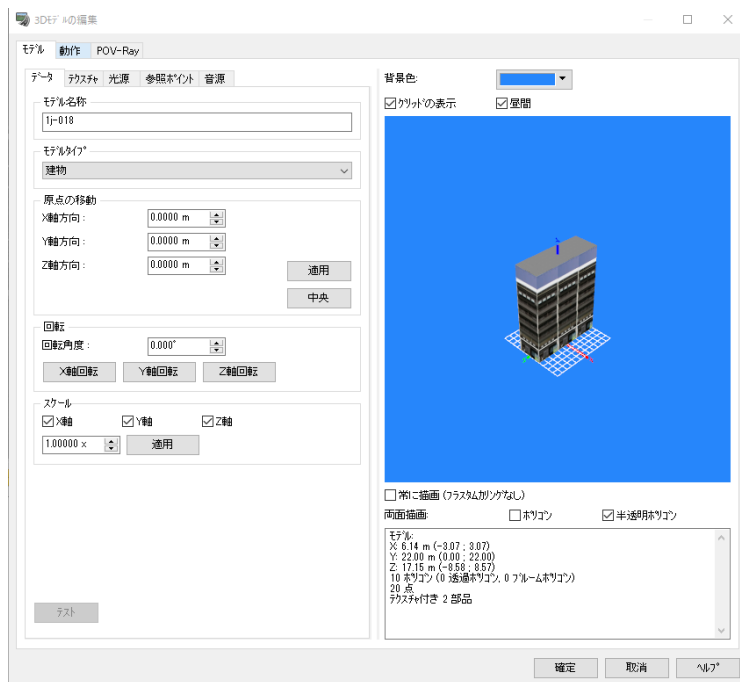 3Dﾓﾃﾞﾙの編集
ﾓﾃﾞﾙ 動作 POV-Ray
ﾃﾞｰﾀ ﾃｸｽﾁｬ 光源 参照ﾎﾟｲﾝﾄ 音源
ﾓﾃﾞﾙ名称
1j-018
ﾓﾃﾞﾙﾀｲﾌﾟ
建物
原点の移動
X軸方向 : 0.0000 m
Y軸方向 : 0.0000 m
Z軸方向 : 0.0000 m
適用
中央
回転
回転角度 : 0.000°
X軸回転 Y軸回転 Z軸回転
スケール
X軸 Y軸 Z軸
1.00000 x 適用
テスト
背景色:
ｸﾞﾘｯﾄﾞの表示 昼間
常に描画 (ﾌﾗｽﾀﾑｶﾘﾝｸﾞなし)
両面描画: ﾎﾟﾘｺﾞﾝ 半透明ﾎﾟﾘｺﾞﾝ
ﾓﾃﾞﾙ:
X: 6.14 m (-3.07 ; 3.07)
Y: 22.00 m (0.00 ; 22.00)
Z: 17.15 m (-8.58 ; 8.57)
10 ﾎﾟﾘｺﾞﾝ (0 透過ﾎﾟﾘｺﾞﾝ, 0 ﾌﾞﾙｰﾑﾎﾟﾘｺﾞﾝ)
20 点
ﾃｸｽﾁｬ付き 2 部品
確定 取消 ﾍﾙﾌﾟ